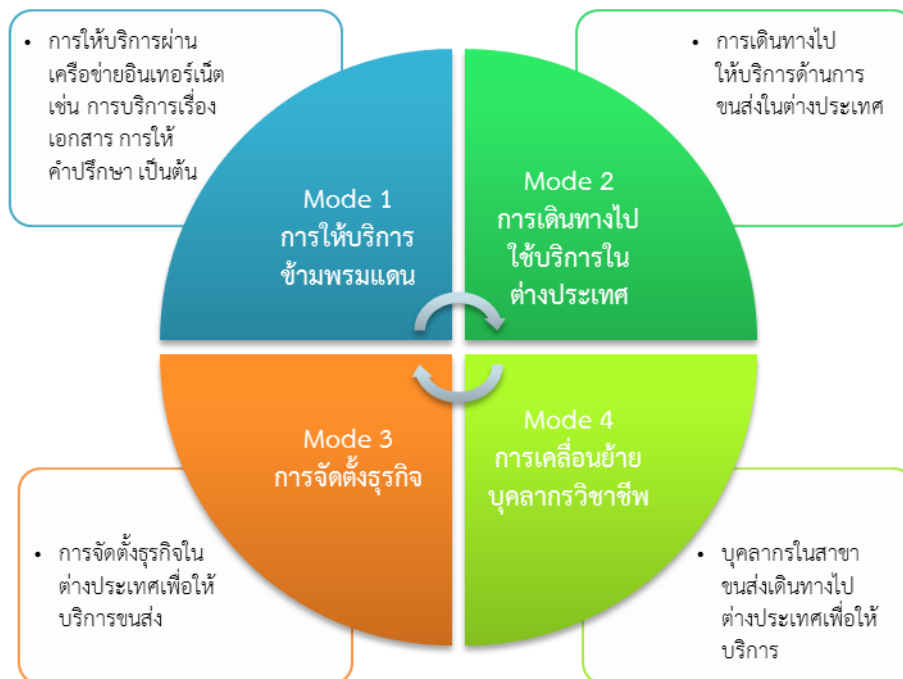 • การให้บริการผ่าน
เครือข่ายอินเทอร์เน็ต
เช่น การบริการเรื่อง
เอกสาร การให้
คำปรึกษา เป็นต้น
Mode 1
การให้บริการ
ข้ามพรมแดน
• การเดินทางไป
ให้บริการด้านการ
ขนส่งในต่างประเทศ
Mode 2
การเดินทางไป
ใช้บริการใน
ต่างประเทศ
Mode 3
การจัดตั้งธุรกิจ
• การจัดตั้งธุรกิจใน
ต่างประเทศเพื่อให้
บริการขนส่ง
Mode 4
การเคลื่อนย้าย
บุคลากรวิชาชีพ
• บุคลากรในสาขา
ขนส่งเดินทางไป
ต่างประเทศเพื่อให้
บริการ